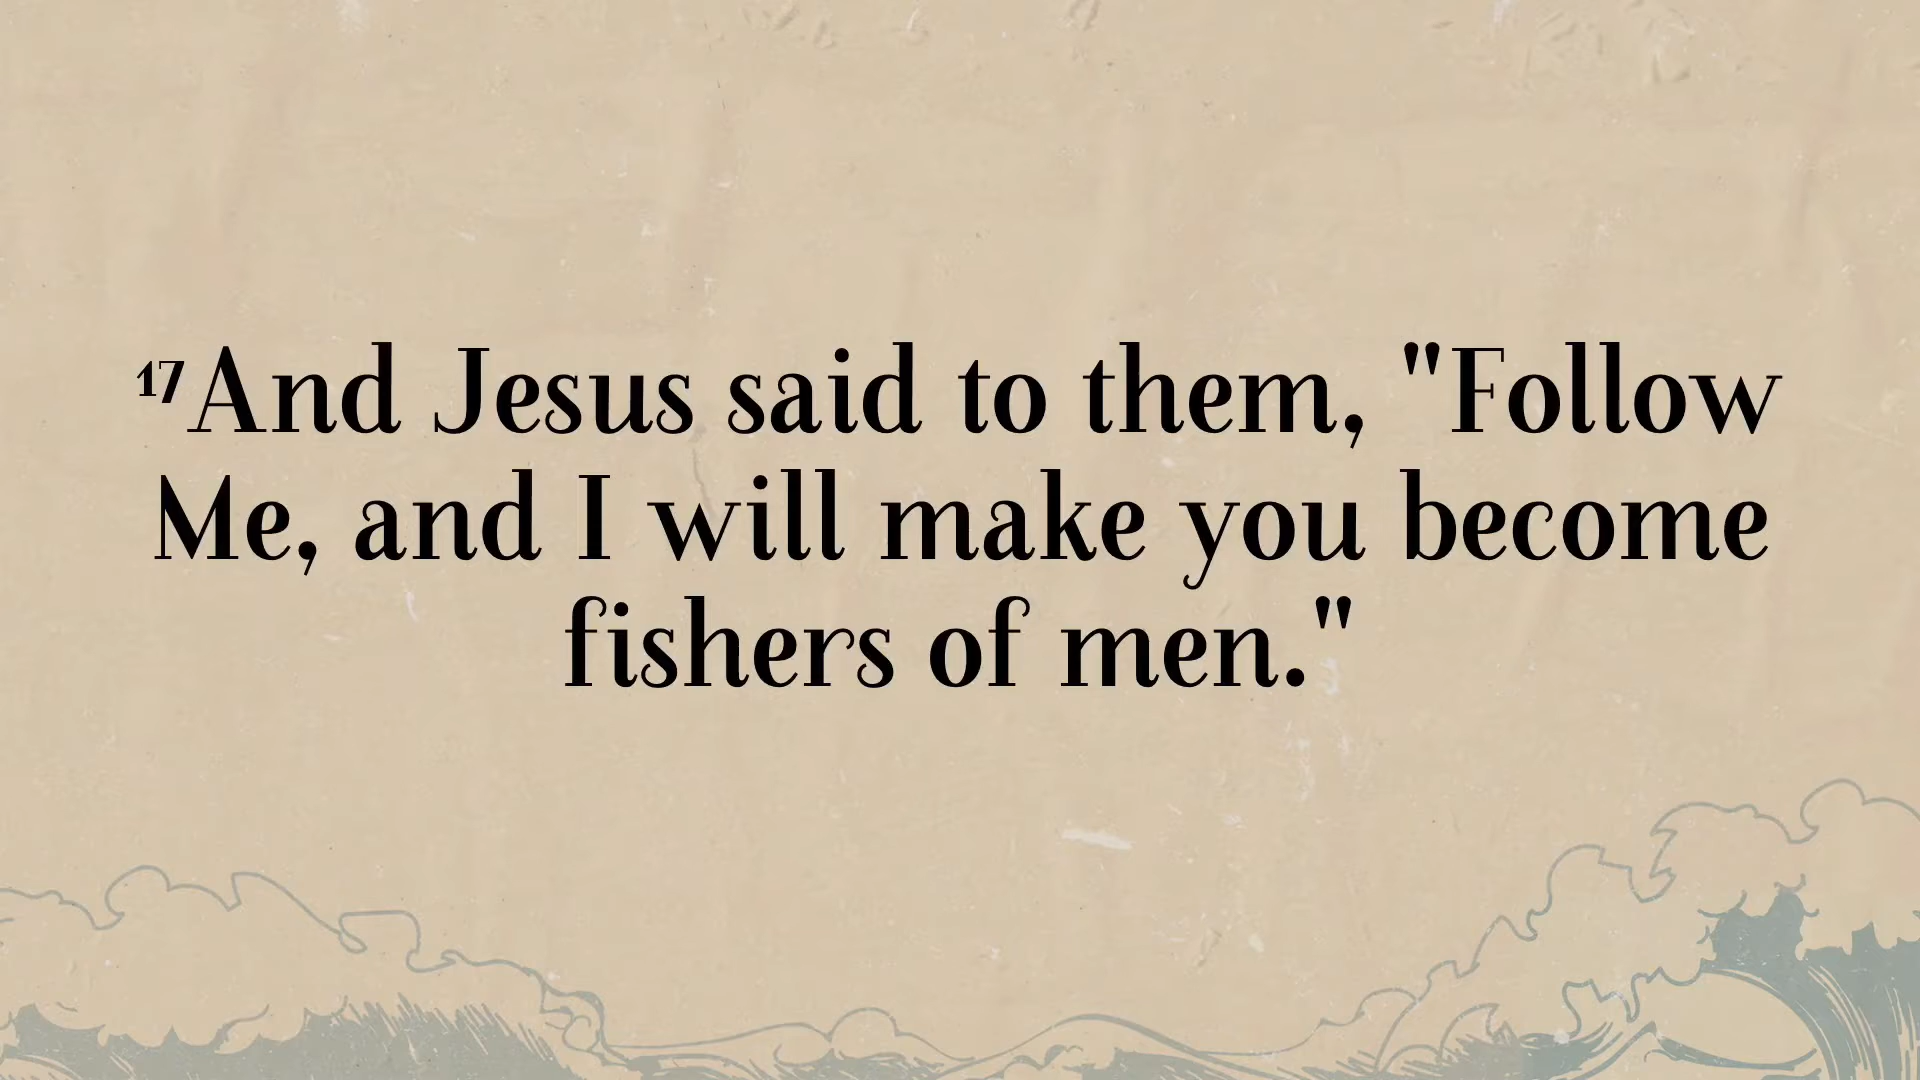 ¹⁷And Jesus said to them, "Follow
Me, and I will make you become
fishers of men."